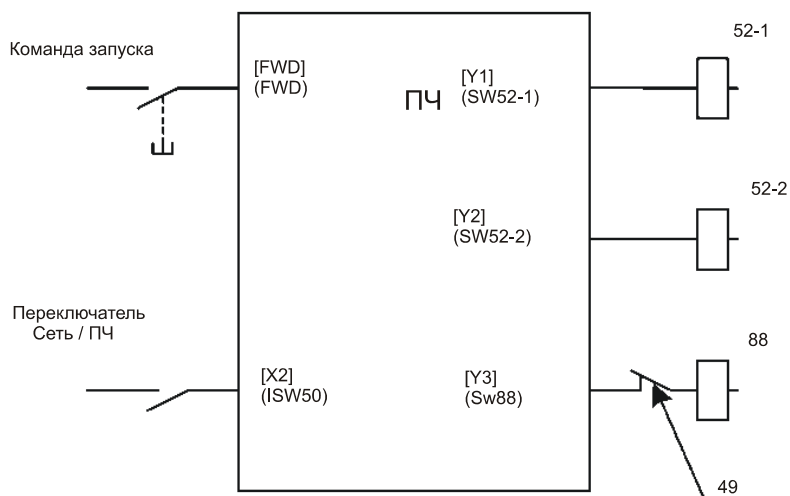 Команда запуска
[FWD]
(FWD)
ПЧ
[Y1]
(SW52-1)
52-1
[Y2]
(SW52-2)
52-2
Переключатель
Сеть / ПЧ
[X2]
(ISW50)
[Y3]
(Sw88)
88
49